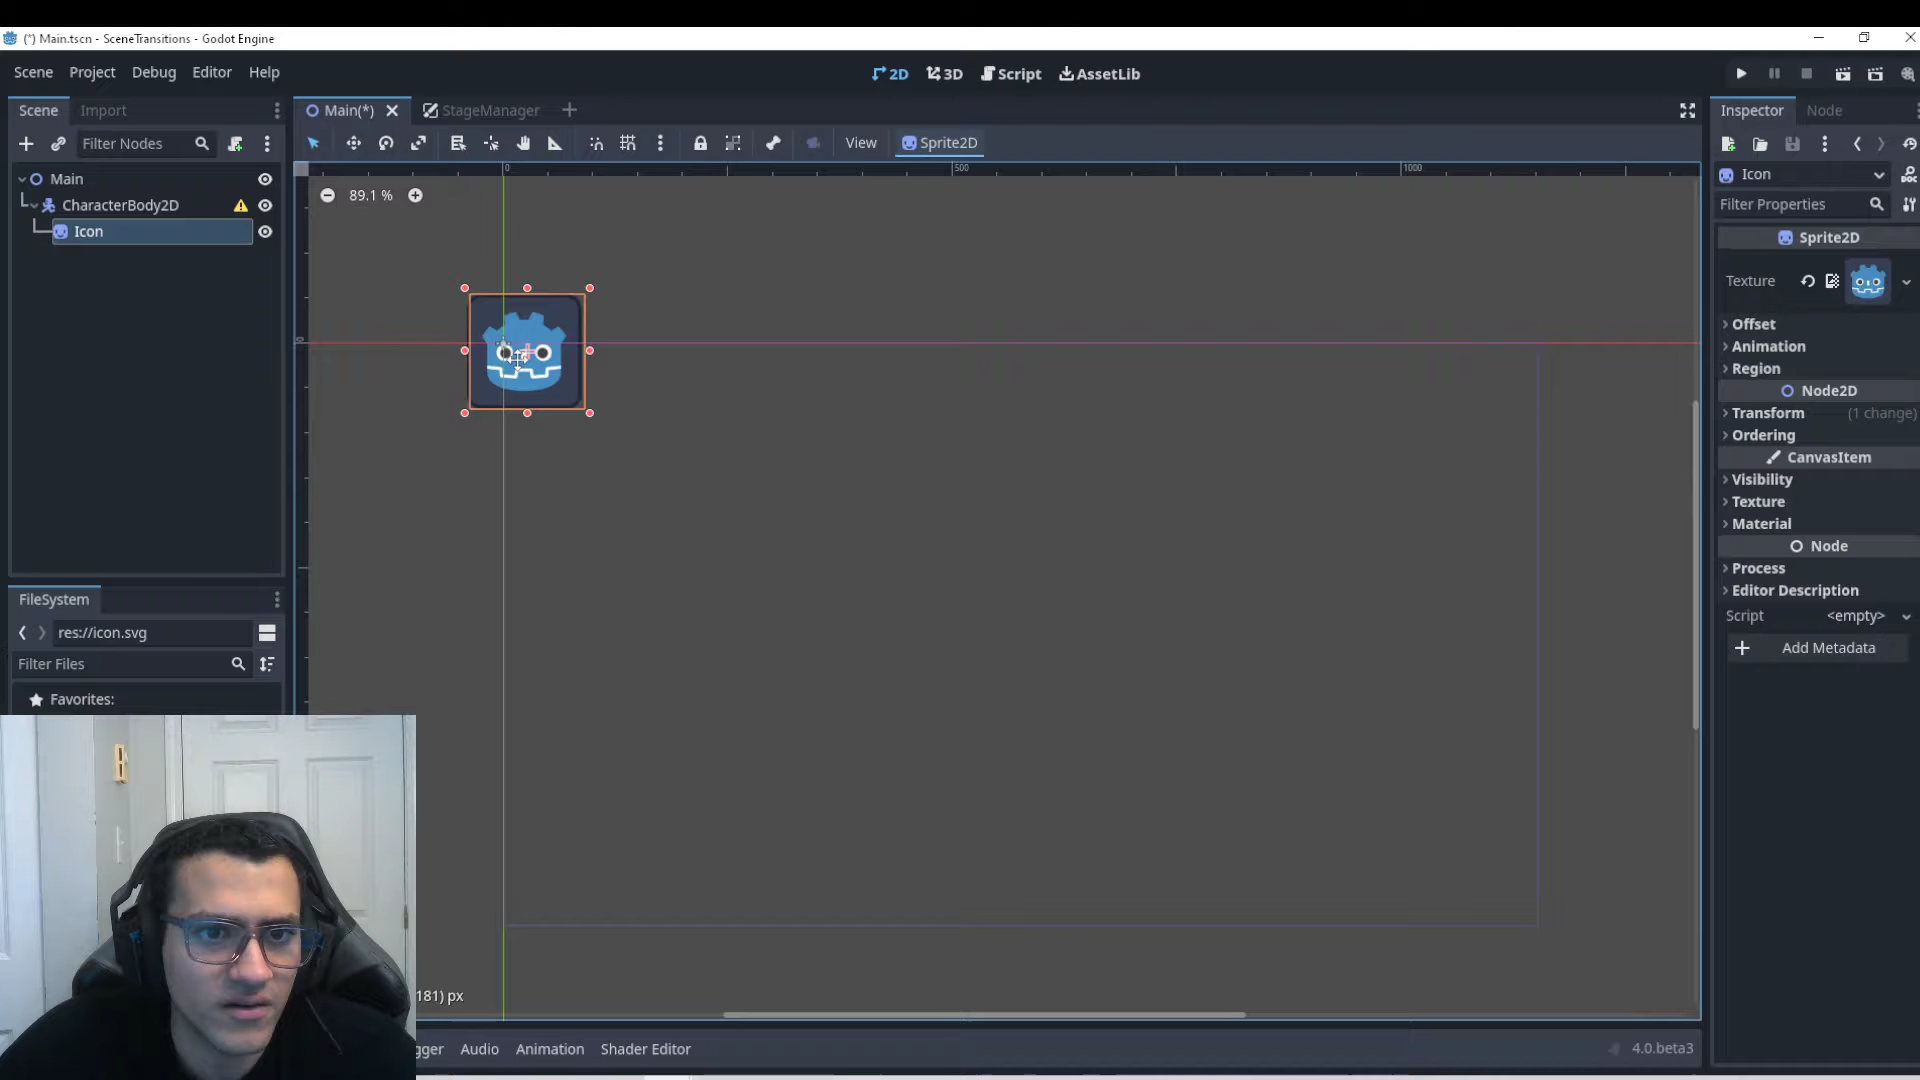 (*) Main.tscn - SceneTransitions - Godot Engine
Scene Project Debug Editor Help
2D 3D Script AssetLib
Scene Import
Main(*) StageManager
Inspector Node
Filter Nodes
View Sprite2D
Main
CharacterBody2D
Icon
0 500 1000
89.1 %
0
Icon
Filter Properties
Sprite2D
Texture
Offset
Animation
Region
Node2D
Transform (1 change)
Ordering
CanvasItem
Visibility
Texture
Material
Node
Process
Editor Description
Script <empty>
Add Metadata
FileSystem
res://icon.svg
Filter Files
Favorites:
181) px
gger Audio Animation Shader Editor
4.0.beta3